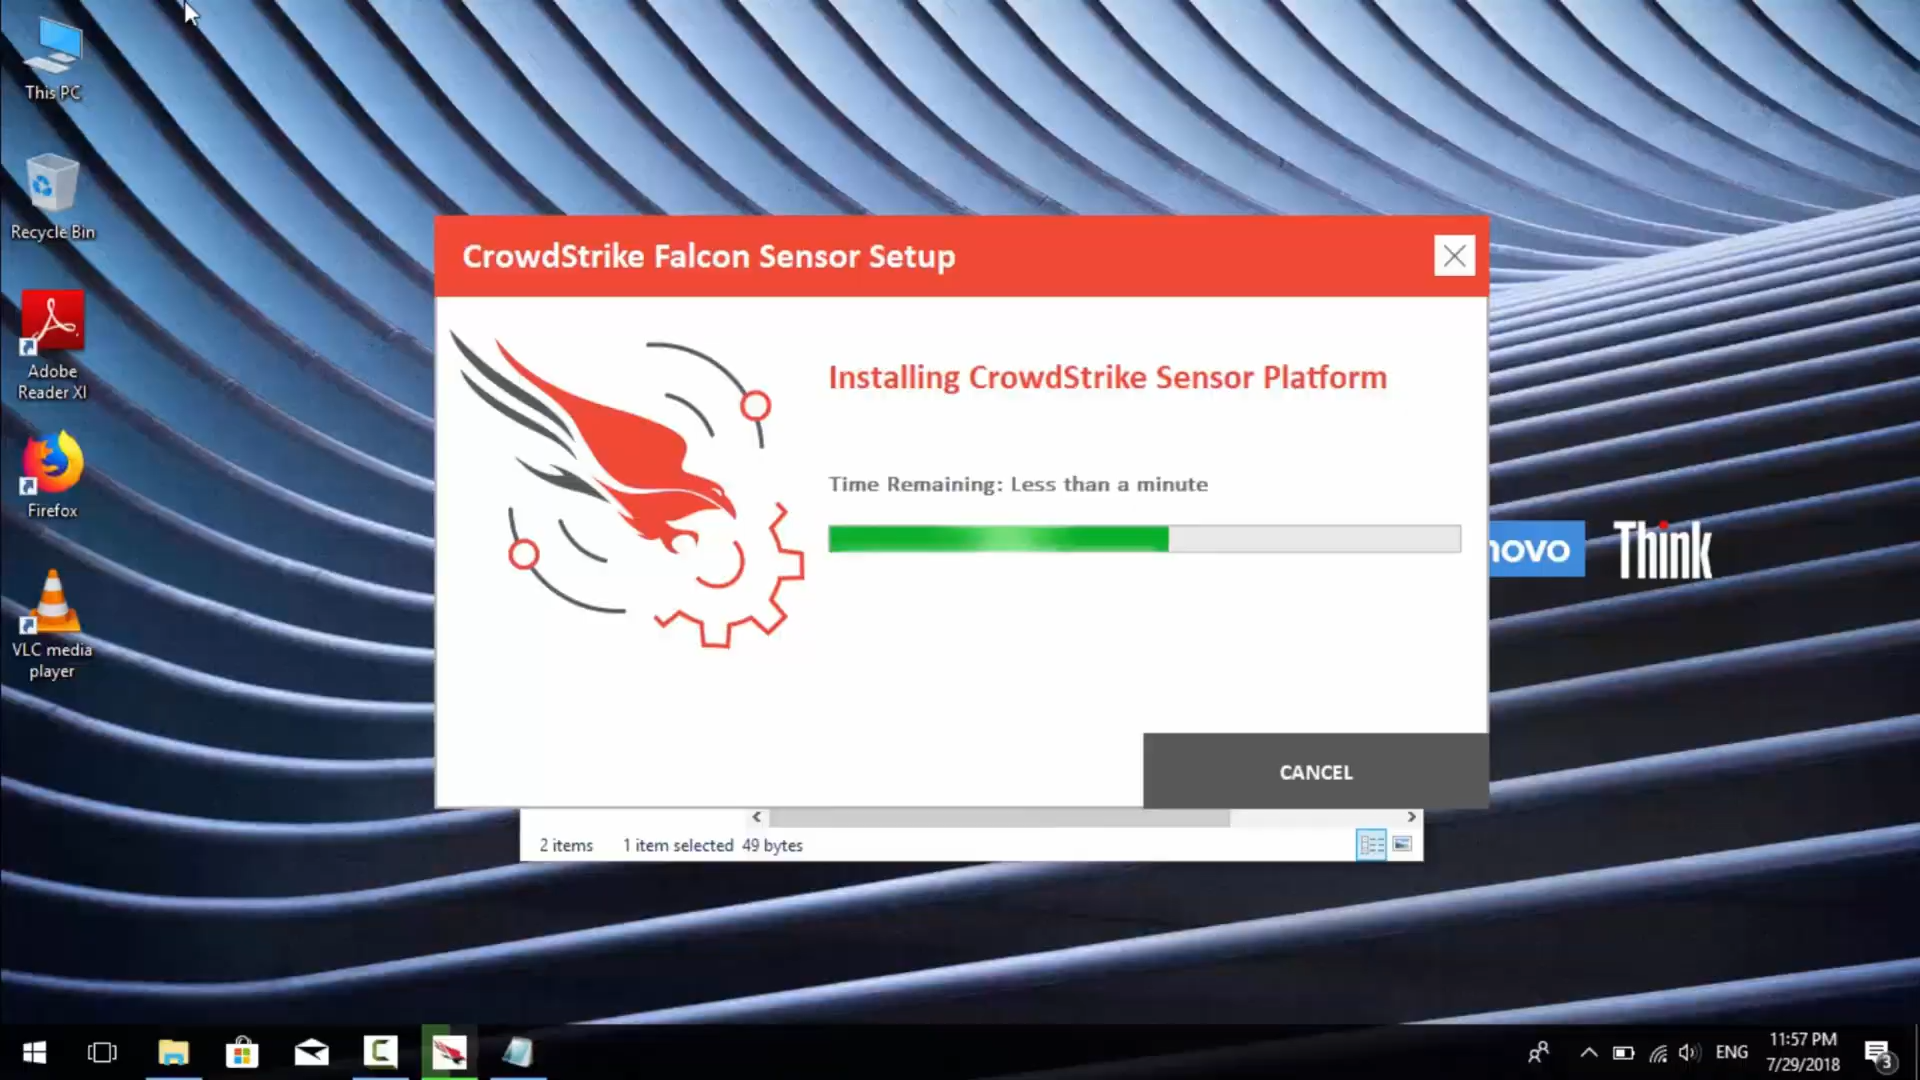 This PC
Recycle Bin
Adobe
Reader XI
Firefox
VLC media
player
CrowdStrike Falcon Sensor Setup
Installing CrowdStrike Sensor Platform
Time Remaining: Less than a minute
CANCEL
novo
Think
2 items 1 item selected 49 bytes
ENG
11:57 PM
7/29/2018
3